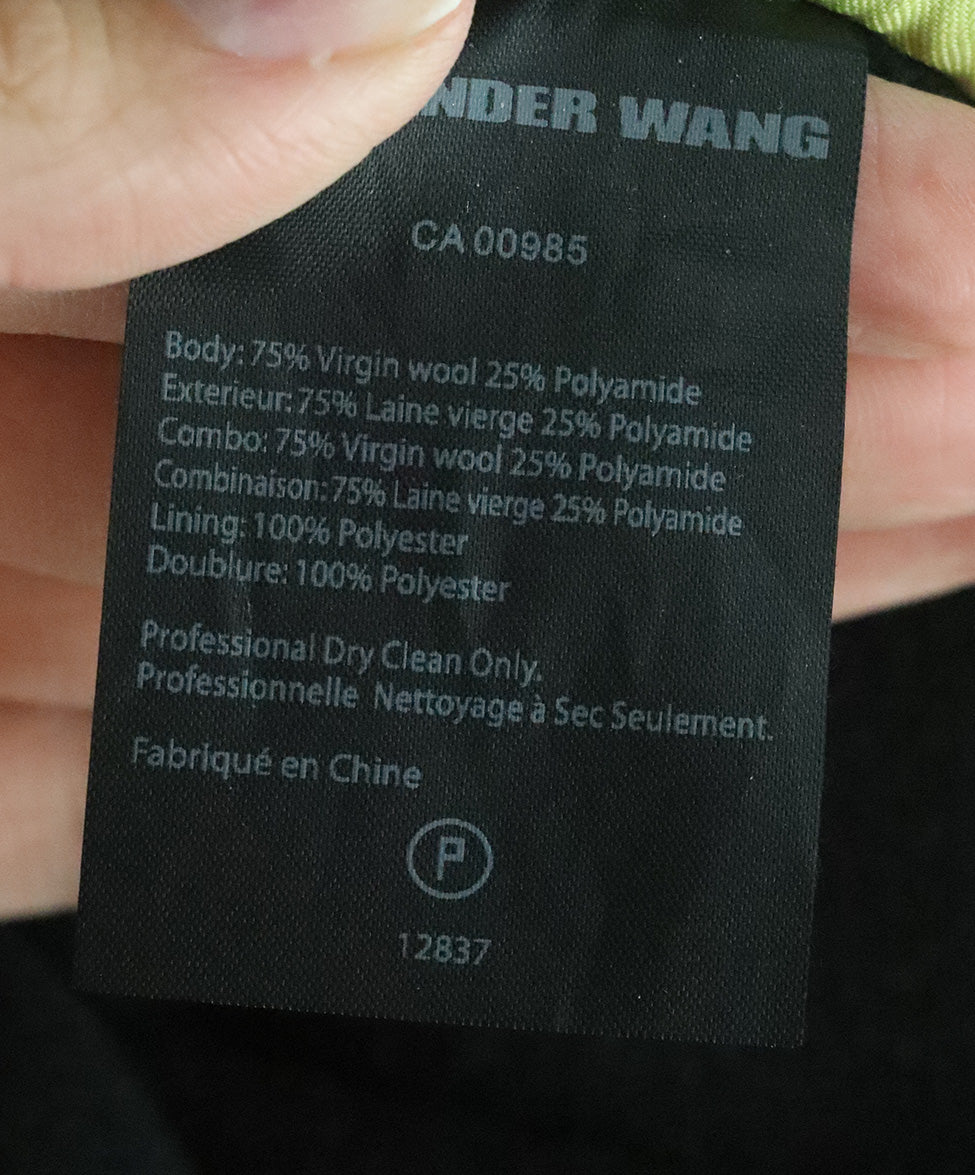 NDER WANG
CA 00985
Body: 75% Virgin wool 25% Polyamide
Exterieur: 75% Laine vierge 25% Polyamide
Combo: 75% Virgin wool 25% Polyamide
Combinaison: 75% Laine vierge 25% Polyamide
Lining: 100% Polyester
Doublure: 100% Polyester
Professional Dry Clean Only.
Professionnelle Nettoyage à Sec Seulement.
Fabriqué en Chine
P
12837